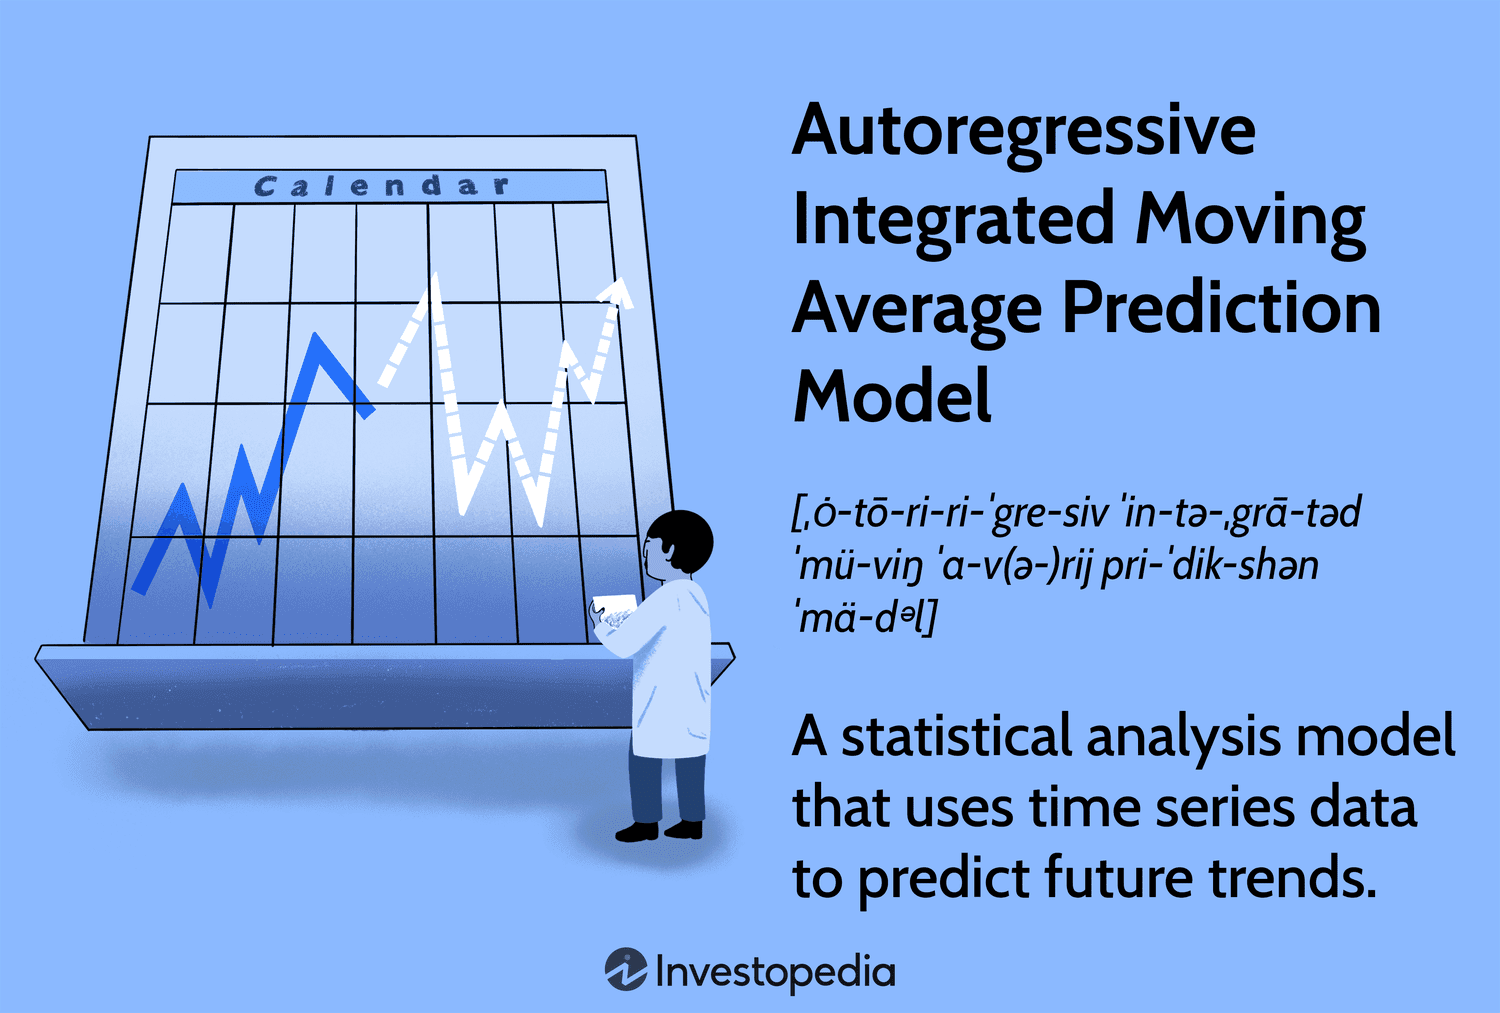 Calendar
Autoregressive
Integrated Moving
Average Prediction
Model
[ˌȯ-tō-ri-ri-ˈgre-siv ˈin-tə-ˌgrā-təd
ˈmü-viŋ ˈa-v(ə-)rij pri-ˈdik-shən
ˈmä-dᵊl]
A statistical analysis model
that uses time series data
to predict future trends.
Investopedia